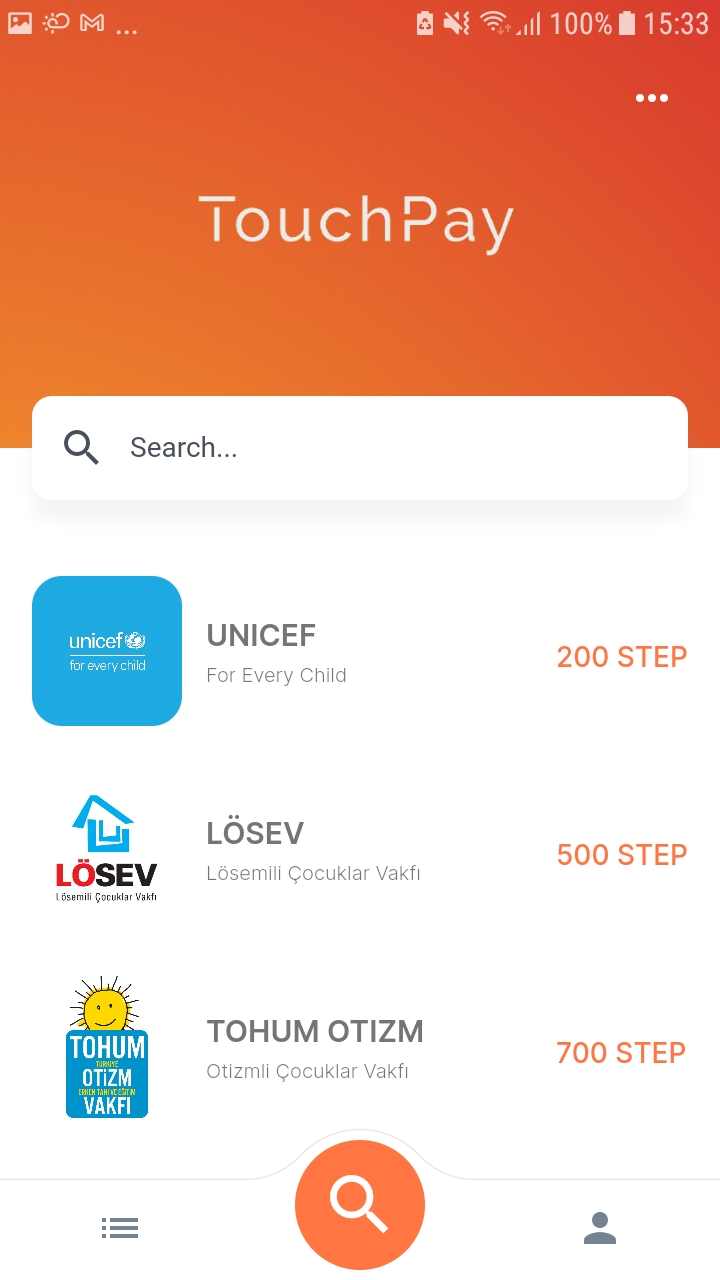 ... 100% 15:33
TouchPay
Search...
unicef
for every child
UNICEF
For Every Child
200 STEP
LÖSEV
Lösemili Çocuklar Vakfı
LÖSEV
Lösemili Çocuklar Vakfı
500 STEP
TOHUM
TÜRKİYE
OTİZM
ERKEN TANI VE EĞİTİM
VAKFI
TOHUM OTIZM
Otizmli Çocuklar Vakfı
700 STEP